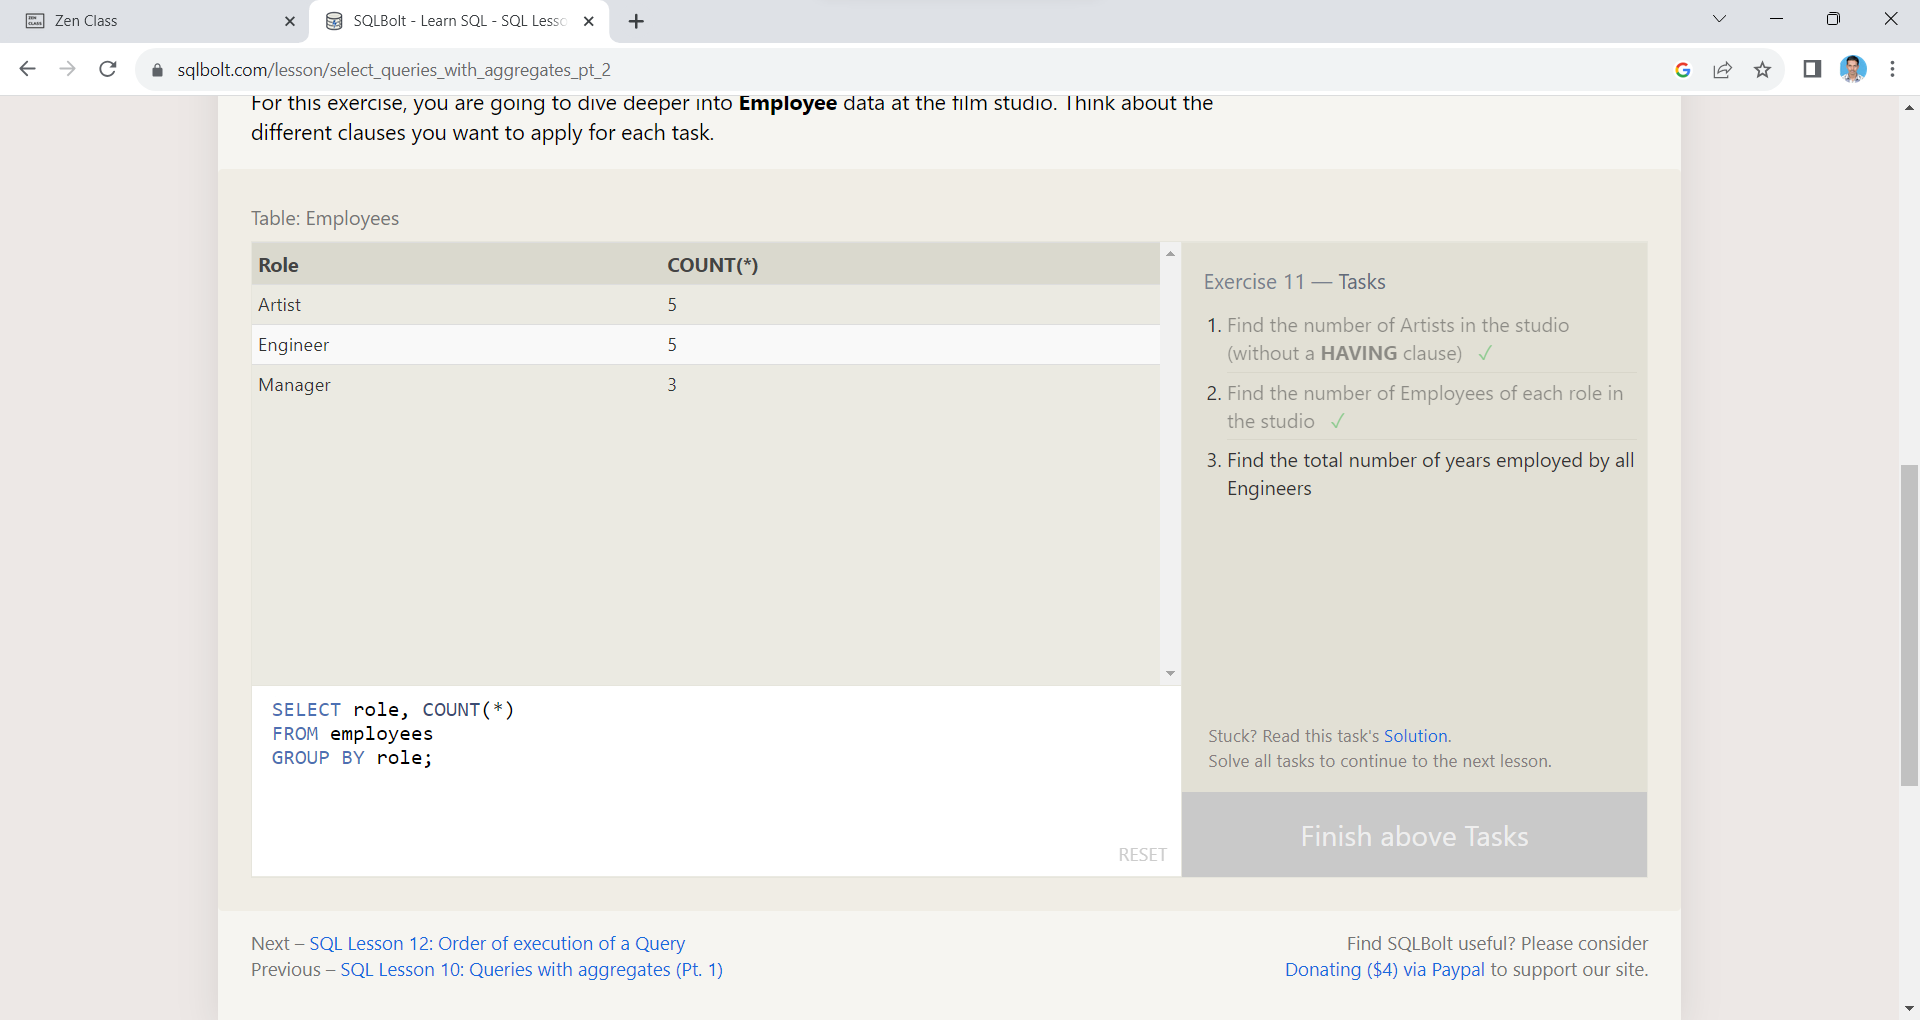 Zen Class
SQLBolt - Learn SQL - SQL Lesso
sqlbolt.com/lesson/select_queries_with_aggregates_pt_2
For this exercise, you are going to dive deeper into Employee data at the film studio. Think about the
different clauses you want to apply for each task.
Table: Employees
Role COUNT(*)
Artist 5
Engineer 5
Manager 3
SELECT role, COUNT(*)
FROM employees
GROUP BY role;
RESET
Exercise 11 — Tasks
1. Find the number of Artists in the studio
(without a HAVING clause) ✓
2. Find the number of Employees of each role in
the studio ✓
3. Find the total number of years employed by all
Engineers
Stuck? Read this task's Solution.
Solve all tasks to continue to the next lesson.
Finish above Tasks
Next – SQL Lesson 12: Order of execution of a Query
Previous – SQL Lesson 10: Queries with aggregates (Pt. 1)
Find SQLBolt useful? Please consider
Donating ($4) via Paypal to support our site.